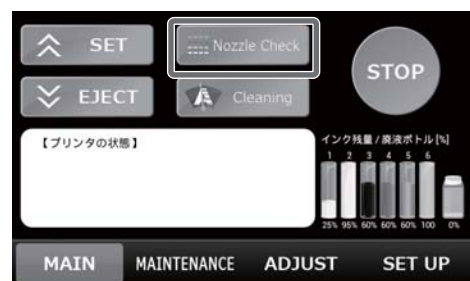 SET
Nozzle Check
STOP
EJECT
Cleaning
【プリンタの状態】
インク残量 / 廃液ボトル [%]
1 2 3 4 5 6
25% 95% 60% 60% 60% 100 0%
MAIN MAINTENANCE ADJUST SET UP